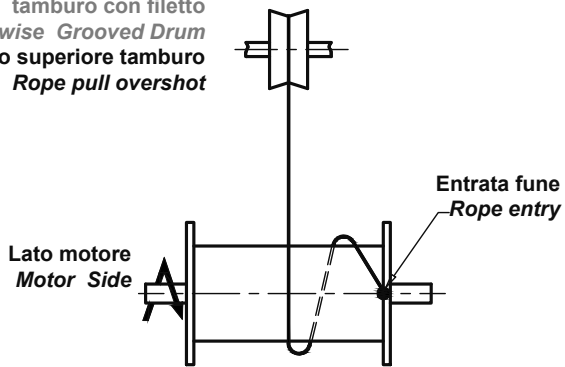 tamburo con filetto
wise Grooved Drum
o superiore tamburo
Rope pull overshot
Entrata fune
Rope entry
Lato motore
Motor Side